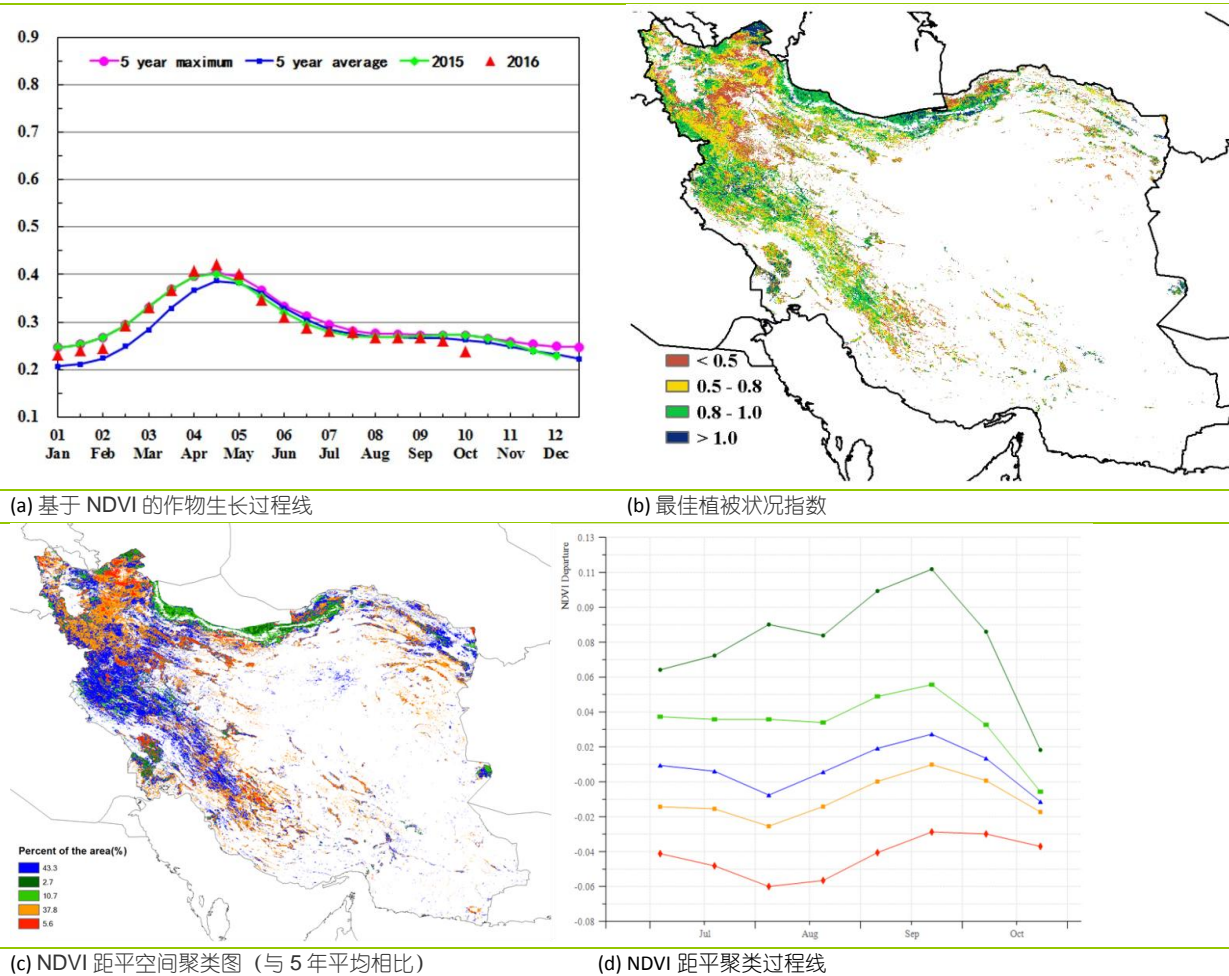 0.9
5 year maximum 5 year average 2015 2016
0.8
0.7
0.6
0.5
0.4
0.3
0.2
0.1
01 02 03 04 05 06 07 08 09 10 11 12
Jan Feb Mar Apr May Jun Jul Aug Sep Oct Nov Dec
< 0.5
0.5 - 0.8
0.8 - 1.0
> 1.0
(a) 基于 NDVI 的作物生长过程线
(b) 最佳植被状况指数
Percent of the area(%)
43.3
2.7
10.7
37.8
5.6
NDVI Departure
0.13
0.11
0.09
0.08
0.06
0.04
0.02
-0.00
-0.02
-0.04
-0.06
-0.08
Jul Aug Sep Oct
(c) NDVI 距平空间聚类图（与 5 年平均相比）
(d) NDVI 距平聚类过程线